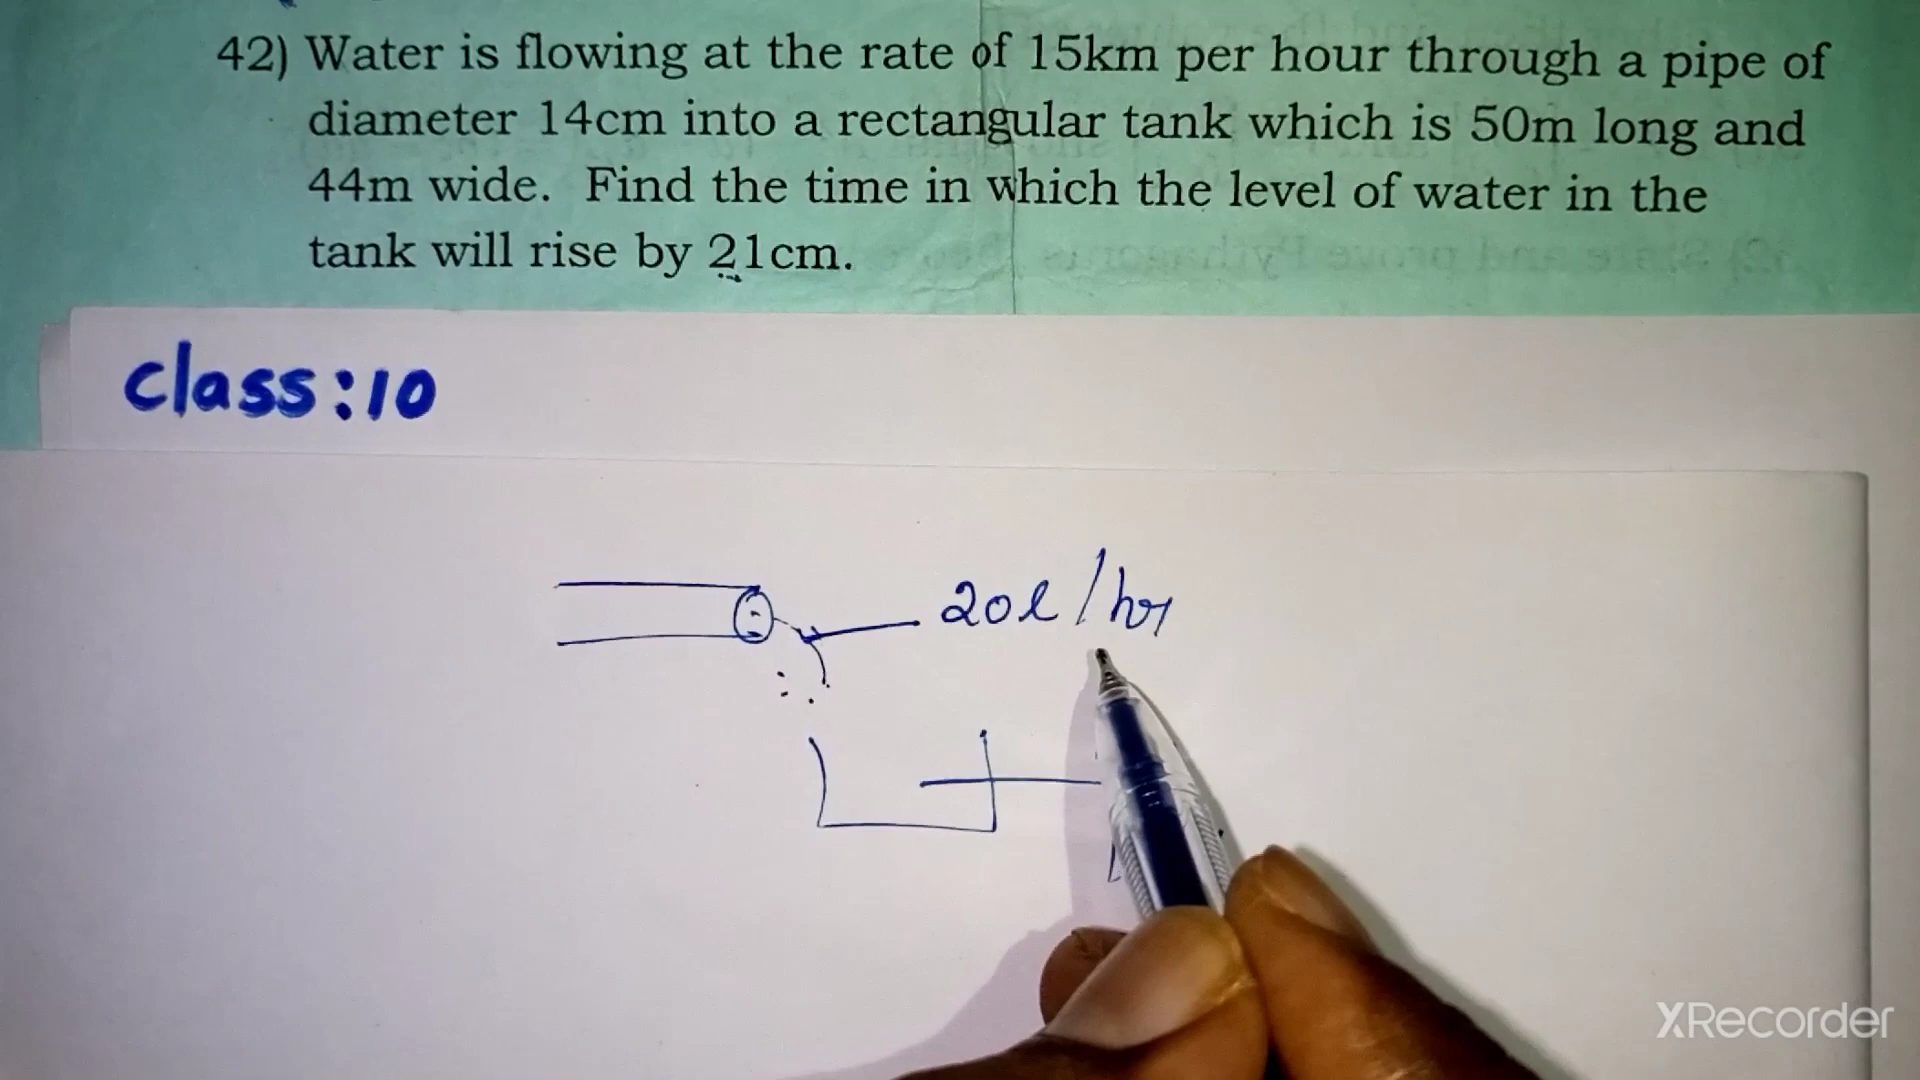 42) Water is flowing at the rate of 15km per hour through a pipe of
diameter 14cm into a rectangular tank which is 50m long and
44m wide. Find the time in which the level of water in the
tank will rise by 21cm.
class:10
20l/hr
XRecorder